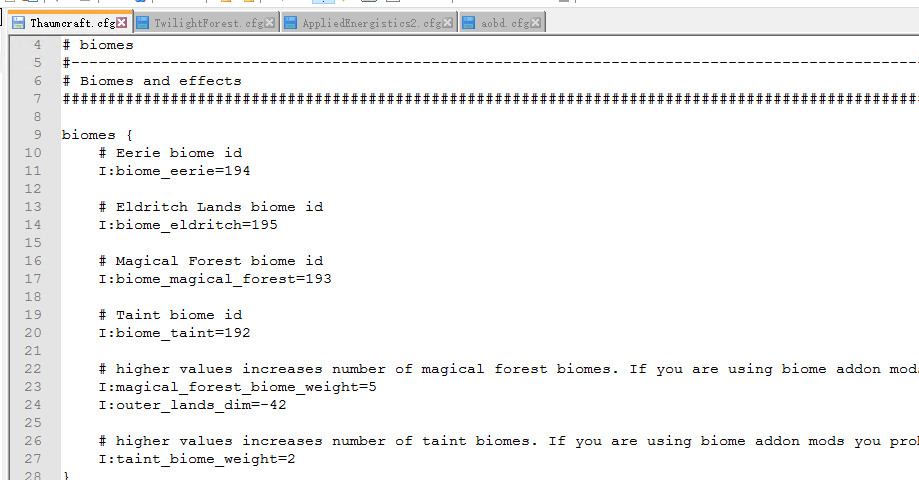 Thaumcraft.cfg TwilightForest.cfg AppliedEnergistics2.cfg aobd.cfg
4 # biomes
5 #-----------------------------------------------------------------------------------------------
6 # Biomes and effects
7 ################################################################################################
8
9 biomes {
10 # Eerie biome id
11 I:biome_eerie=194
12
13 # Eldritch Lands biome id
14 I:biome_eldritch=195
15
16 # Magical Forest biome id
17 I:biome_magical_forest=193
18
19 # Taint biome id
20 I:biome_taint=192
21
22 # higher values increases number of magical forest biomes. If you are using biome addon mods
23 I:magical_forest_biome_weight=5
24 I:outer_lands_dim=-42
25
26 # higher values increases number of taint biomes. If you are using biome addon mods you
27 I:taint_biome_weight=2
28 }